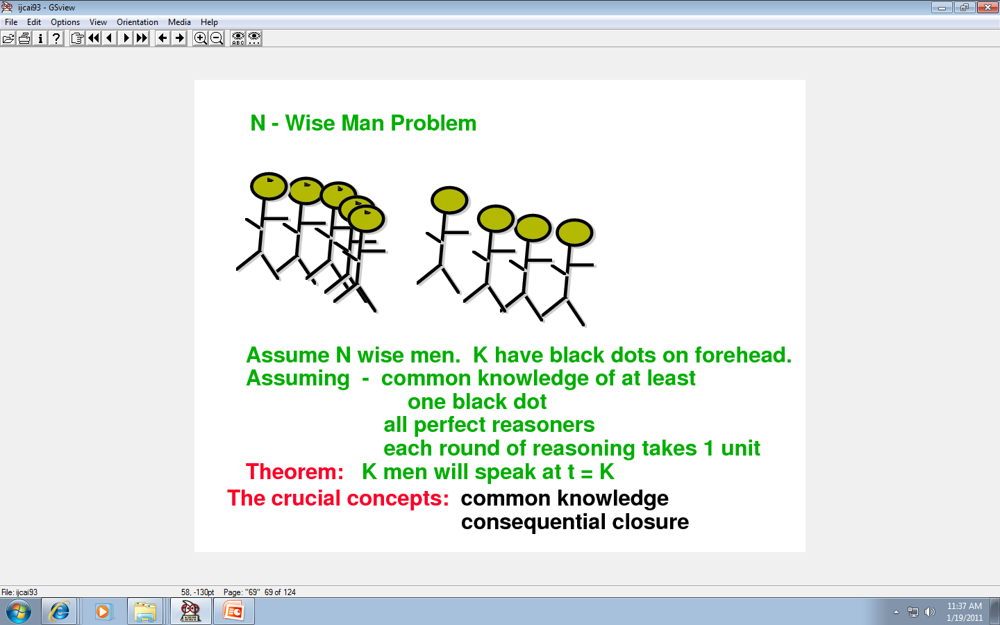 ijcai93 - GSview
File Edit Options View Orientation Media Help
i ?
ABC
N - Wise Man Problem
Assume N wise men. K have black dots on forehead.
Assuming - common knowledge of at least
one black dot
all perfect reasoners
each round of reasoning takes 1 unit
Theorem: K men will speak at t = K
The crucial concepts: common knowledge
consequential closure
File: ijcai93 58, -130pt Page: "69" 69 of 124
11:37 AM
1/19/2011